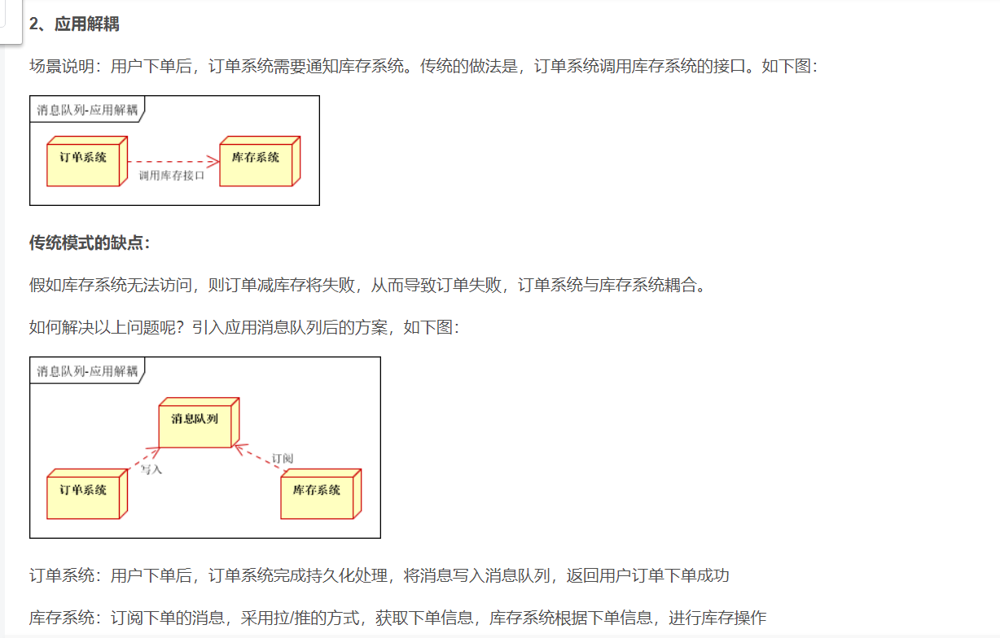 2、应用解耦
场景说明：用户下单后，订单系统需要通知库存系统。传统的做法是，订单系统调用库存系统的接口。如下图：
消息队列-应用解耦
订单系统
库存系统
调用库存接口
传统模式的缺点：
假如库存系统无法访问，则订单减库存将失败，从而导致订单失败，订单系统与库存系统耦合。
如何解决以上问题呢？引入应用消息队列后的方案，如下图：
消息队列-应用解耦
消息队列
订阅
写入
订单系统
库存系统
订单系统：用户下单后，订单系统完成持久化处理，将消息写入消息队列，返回用户订单下单成功
库存系统：订阅下单的消息，采用拉/推的方式，获取下单信息，库存系统根据下单信息，进行库存操作